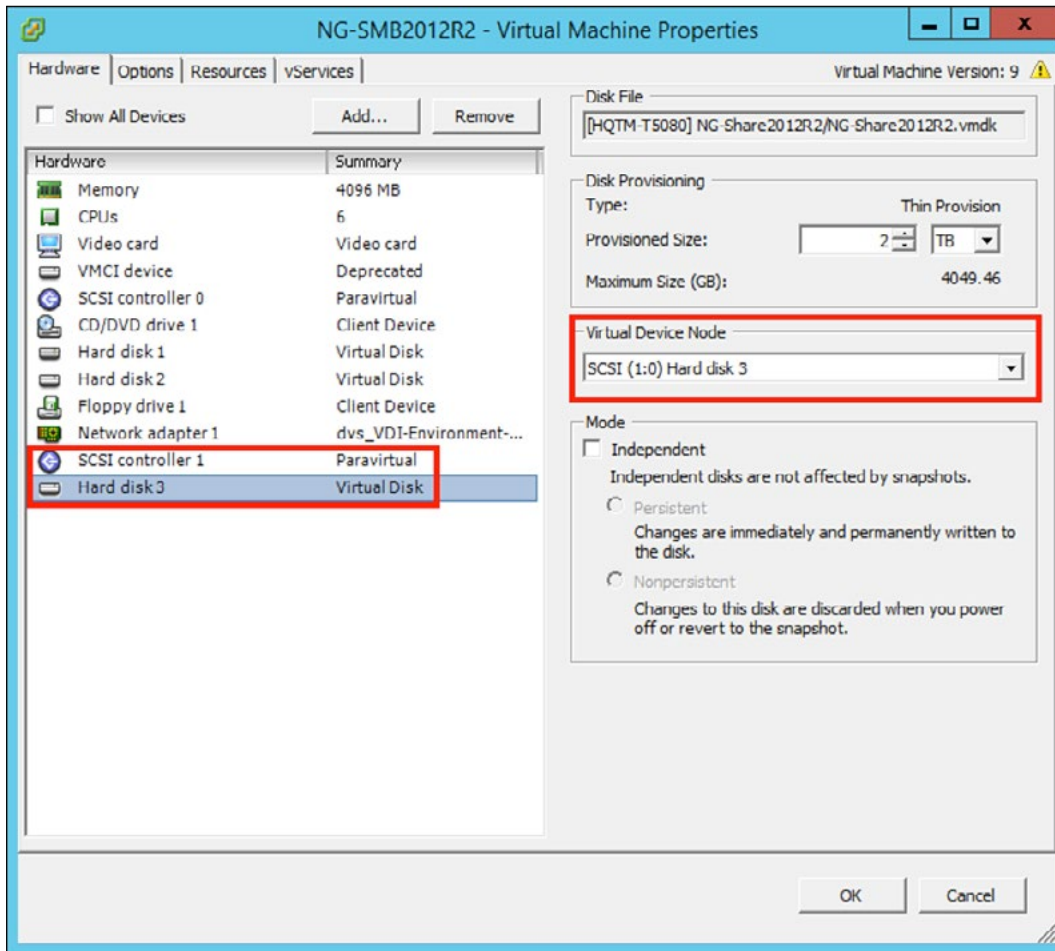 NG-SMB2012R2 - Virtual Machine Properties
Hardware Options Resources vServices
Virtual Machine Version: 9
Show All Devices
Add... Remove
Hardware Summary
Memory 4096 MB
CPUs 6
Video card Video card
VMCI device Deprecated
SCSI controller 0 Paravirtual
CD/DVD drive 1 Client Device
Hard disk 1 Virtual Disk
Hard disk 2 Virtual Disk
Floppy drive 1 Client Device
Network adapter 1 dvs_VDI-Environment-...
SCSI controller 1 Paravirtual
Hard disk 3 Virtual Disk
Disk File
[HQTM-T5080] NG-Share2012R2/NG-Share2012R2.vmdk
Disk Provisioning
Type: Thin Provision
Provisioned Size: 2 TB
Maximum Size (GB): 4049.46
Virtual Device Node
SCSI (1:0) Hard disk 3
Mode
Independent
Independent disks are not affected by snapshots.
Persistent
Changes are immediately and permanently written to
the disk.
Nonpersistent
Changes to this disk are discarded when you power
off or revert to the snapshot.
OK Cancel